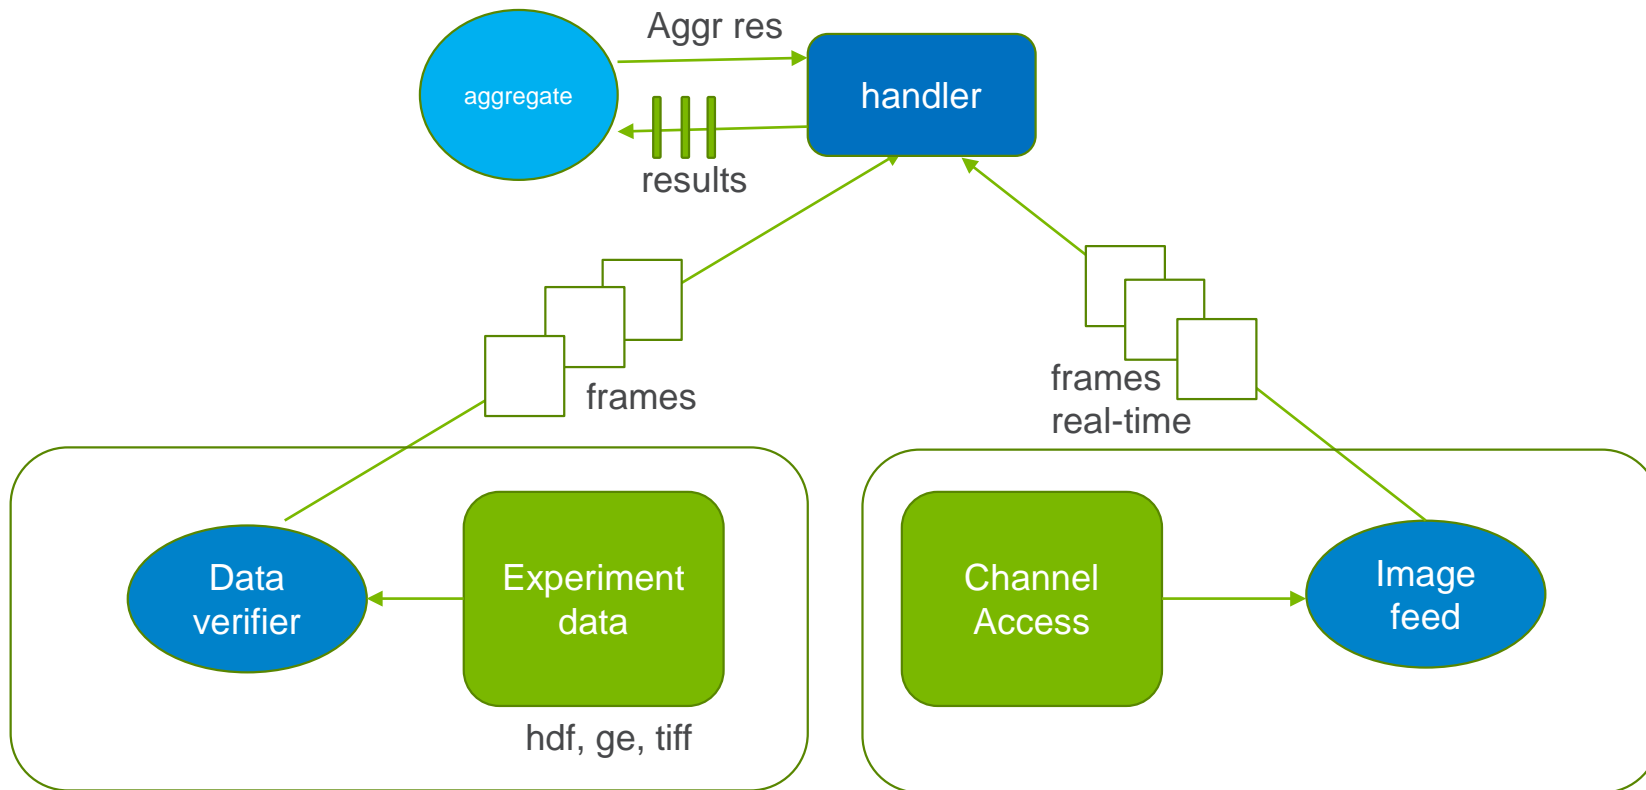 Aggr res
aggregate
handler
results
frames
frames
real-time
Data
verifier
Experiment
data
hdf, ge, tiff
Channel
Access
Image
feed